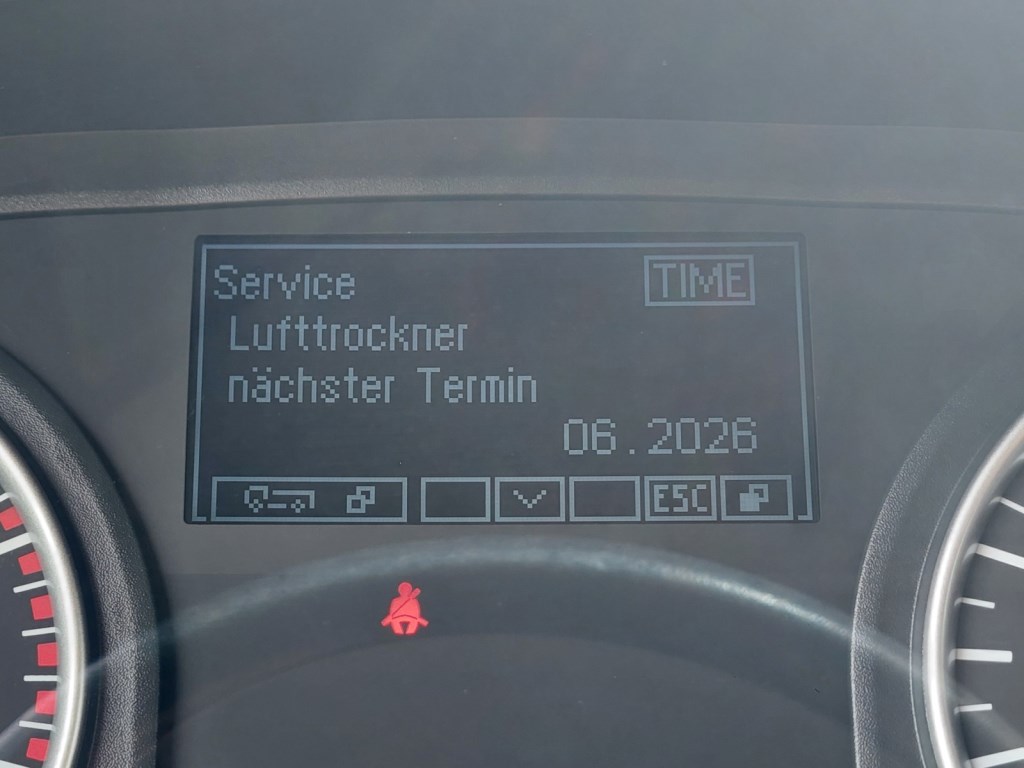 Service TIME
Lufttrockner
nächster Termin
06.2026
ESC